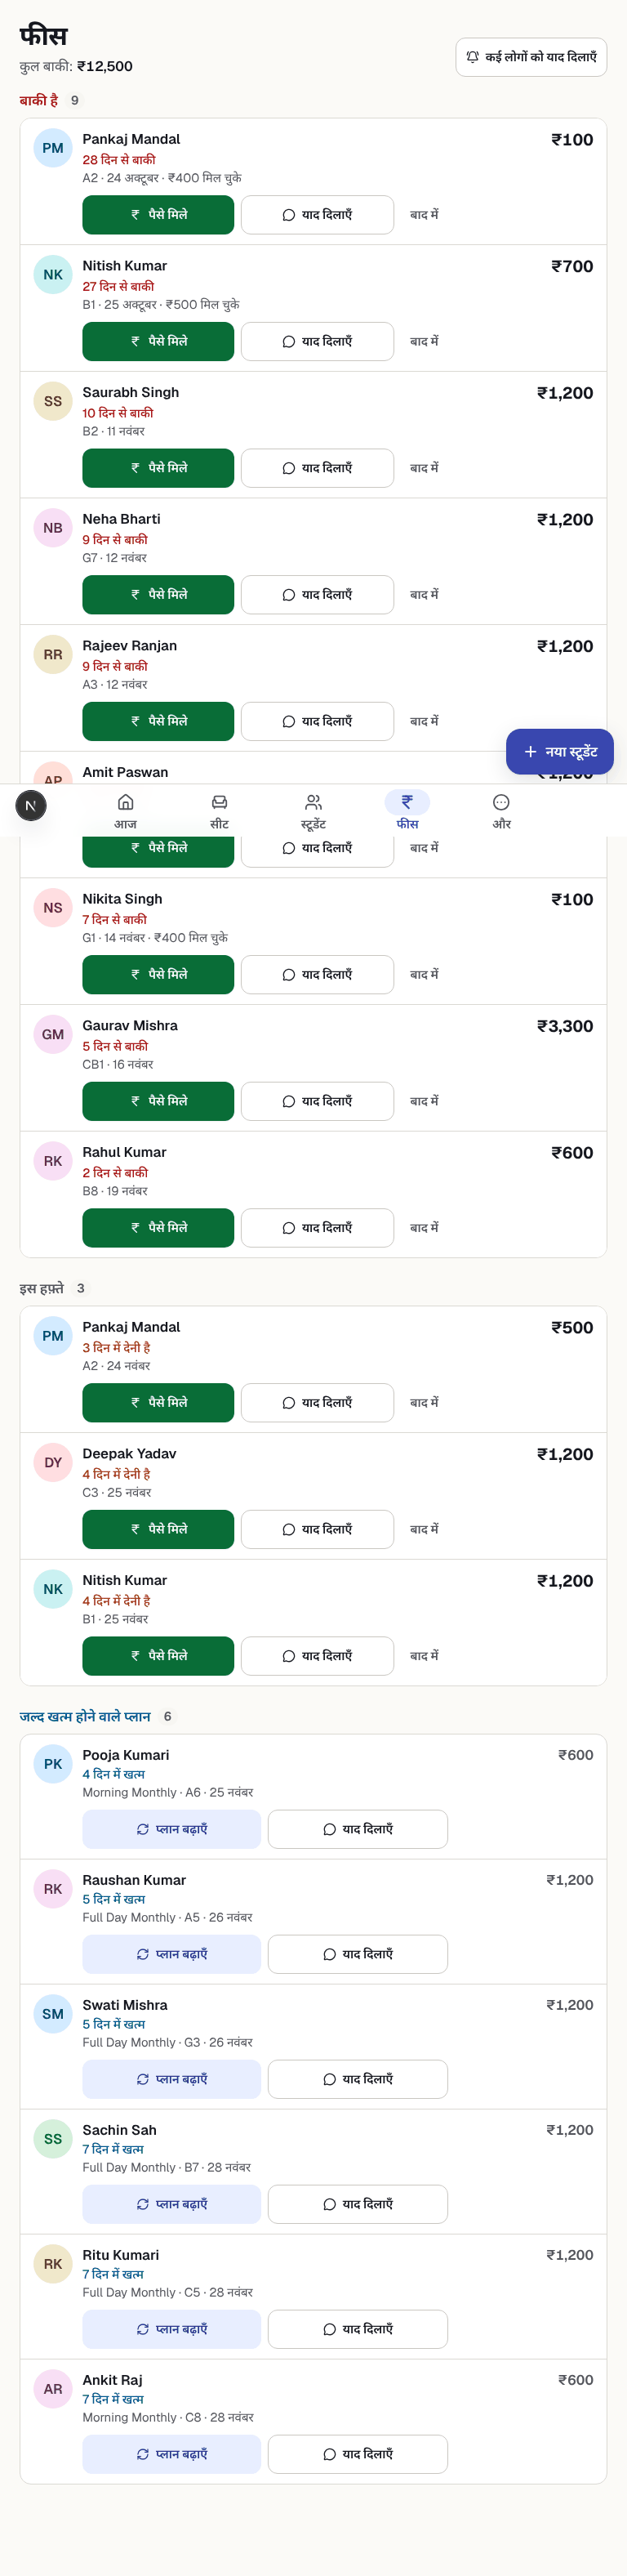 फीस
कुल बाकी: ₹12,500
कई लोगों को याद दिलाएँ
बाकी है 9
PM Pankaj Mandal ₹100
28 दिन से बाकी
A2 · 24 अक्टूबर · ₹400 मिल चुके
₹ पैसे मिले याद दिलाएँ बाद में
NK Nitish Kumar ₹700
27 दिन से बाकी
B1 · 25 अक्टूबर · ₹500 मिल चुके
₹ पैसे मिले याद दिलाएँ बाद में
SS Saurabh Singh ₹1,200
10 दिन से बाकी
B2 · 11 नवंबर
₹ पैसे मिले याद दिलाएँ बाद में
NB Neha Bharti ₹1,200
9 दिन से बाकी
G7 · 12 नवंबर
₹ पैसे मिले याद दिलाएँ बाद में
RR Rajeev Ranjan ₹1,200
9 दिन से बाकी
A3 · 12 नवंबर
₹ पैसे मिले याद दिलाएँ बाद में
+ नया स्टूडेंट
AP Amit Paswan ₹1,200
N
आज सीट स्टूडेंट ₹ फीस और
पैसे मिले याद दिलाएँ बाद में
NS Nikita Singh ₹100
7 दिन से बाकी
G1 · 14 नवंबर · ₹400 मिल चुके
₹ पैसे मिले याद दिलाएँ बाद में
GM Gaurav Mishra ₹3,300
5 दिन से बाकी
CB1 · 16 नवंबर
₹ पैसे मिले याद दिलाएँ बाद में
RK Rahul Kumar ₹600
2 दिन से बाकी
B8 · 19 नवंबर
₹ पैसे मिले याद दिलाएँ बाद में
इस हफ़्ते 3
PM Pankaj Mandal ₹500
3 दिन में देनी है
A2 · 24 नवंबर
₹ पैसे मिले याद दिलाएँ बाद में
DY Deepak Yadav ₹1,200
4 दिन में देनी है
C3 · 25 नवंबर
₹ पैसे मिले याद दिलाएँ बाद में
NK Nitish Kumar ₹1,200
4 दिन में देनी है
B1 · 25 नवंबर
₹ पैसे मिले याद दिलाएँ बाद में
जल्द खत्म होने वाले प्लान 6
PK Pooja Kumari ₹600
4 दिन में खत्म
Morning Monthly · A6 · 25 नवंबर
प्लान बढ़ाएँ याद दिलाएँ
RK Raushan Kumar ₹1,200
5 दिन में खत्म
Full Day Monthly · A5 · 26 नवंबर
प्लान बढ़ाएँ याद दिलाएँ
SM Swati Mishra ₹1,200
5 दिन में खत्म
Full Day Monthly · G3 · 26 नवंबर
प्लान बढ़ाएँ याद दिलाएँ
SS Sachin Sah ₹1,200
7 दिन में खत्म
Full Day Monthly · B7 · 28 नवंबर
प्लान बढ़ाएँ याद दिलाएँ
RK Ritu Kumari ₹1,200
7 दिन में खत्म
Full Day Monthly · C5 · 28 नवंबर
प्लान बढ़ाएँ याद दिलाएँ
AR Ankit Raj ₹600
7 दिन में खत्म
Morning Monthly · C8 · 28 नवंबर
प्लान बढ़ाएँ याद दिलाएँ